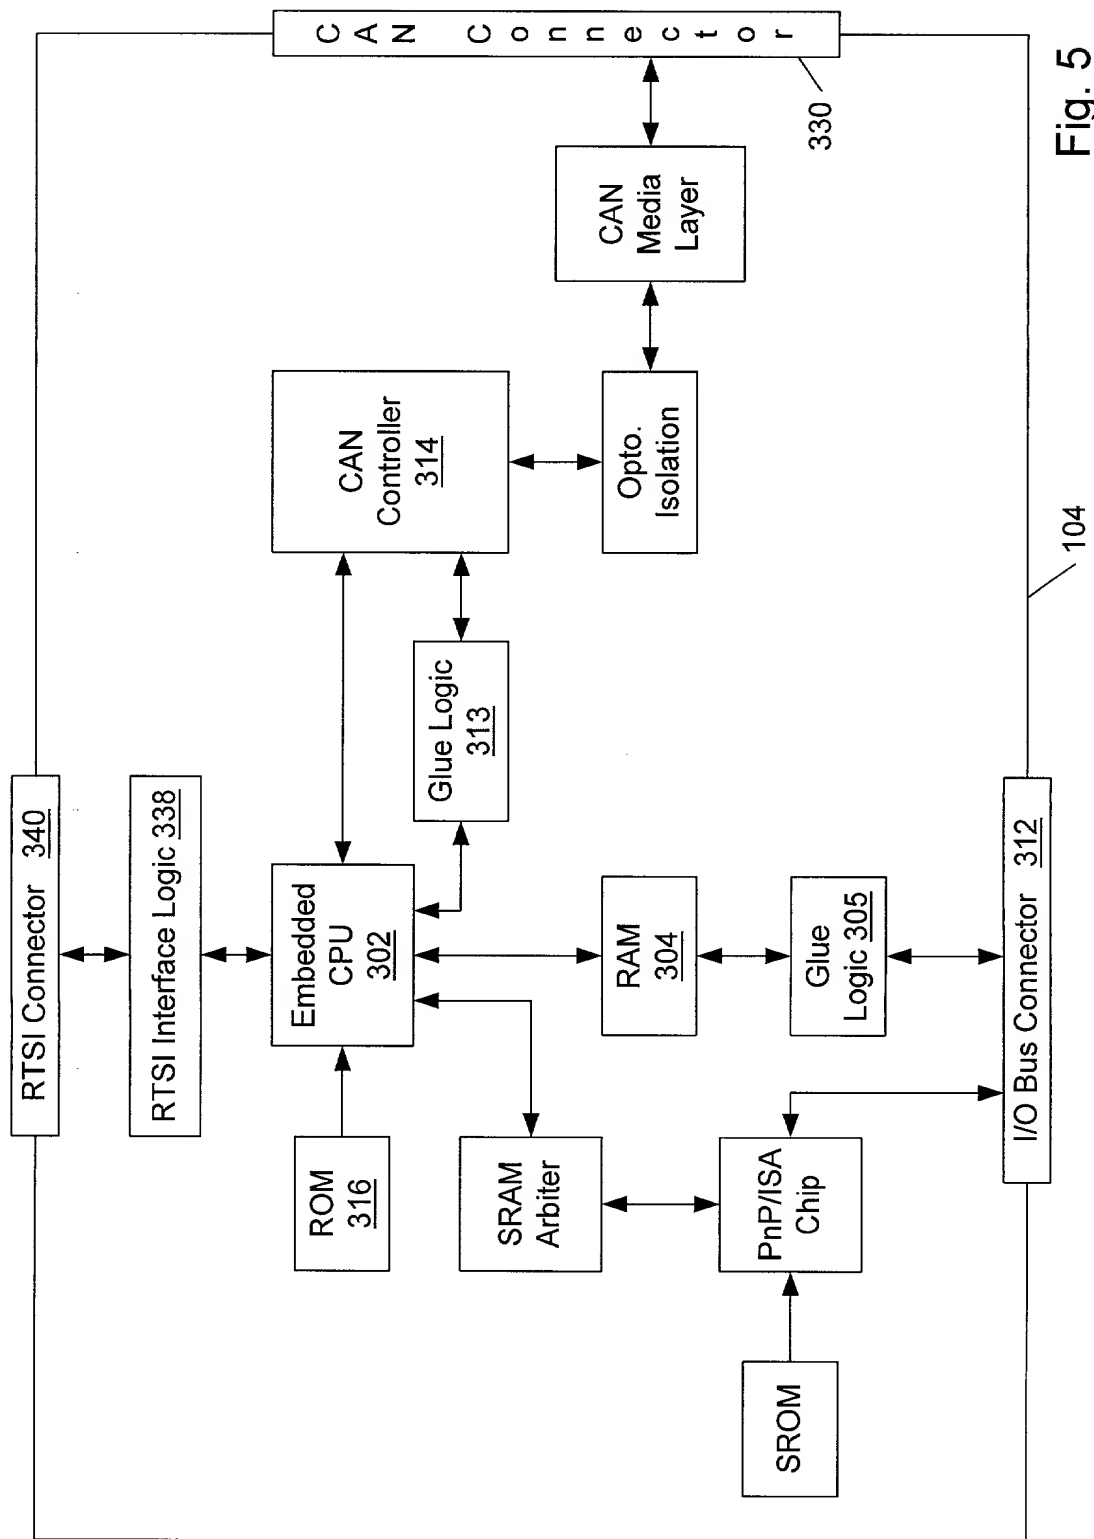 RTSI Connector 340
RTSI Interface Logic 338
ROM
316
Embedded
CPU
302
CAN
Controller
314
CAN Connector
330
SRAM
Arbiter
Glue Logic
313
RAM
304
Opto.
Isolation
CAN
Media
Layer
SROM
PnP/ISA
Chip
Glue
Logic 305
I/O Bus Connector 312
104
Fig. 5